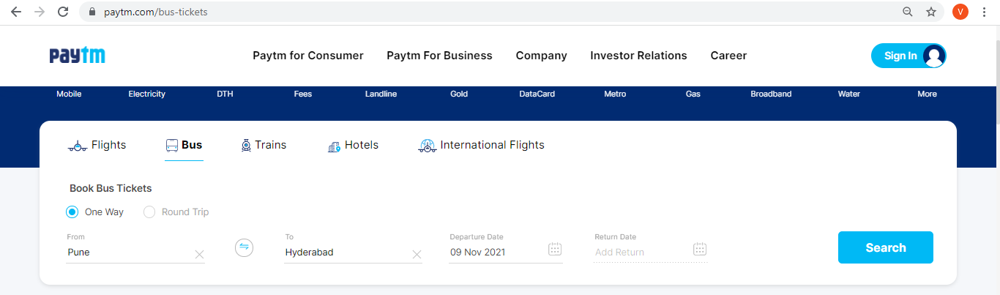 paytm.com/bus-tickets
V
paytm
Paytm for Consumer Paytm For Business Company Investor Relations Career Sign In
Mobile Electricity DTH Fees Landline Gold DataCard Metro Gas Broadband Water More
Flights Bus Trains Hotels International Flights
Book Bus Tickets
One Way Round Trip
From To Departure Date Return Date
Pune Hyderabad 09 Nov 2021 Add Return Search